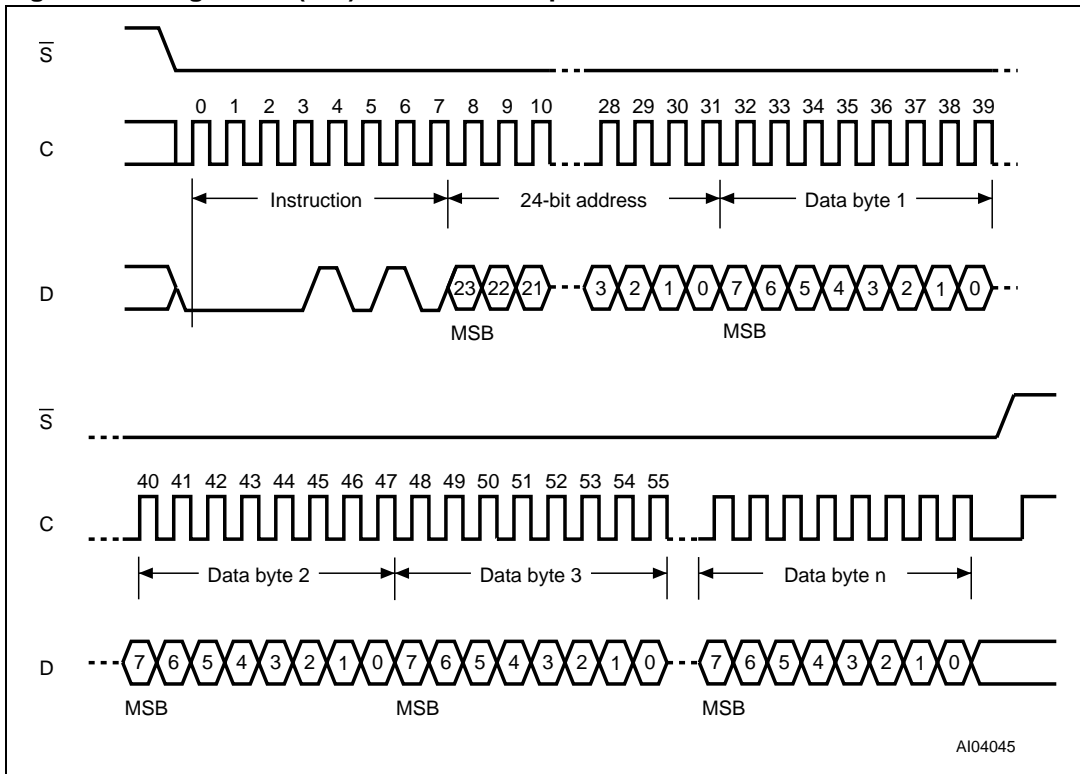 S
0 1 2 3 4 5 6 7 8 9 10 28 29 30 31 32 33 34 35 36 37 38 39
C
Instruction 24-bit address Data byte 1
D 23 22 21 3 2 1 0 7 6 5 4 3 2 1 0
MSB MSB
S
40 41 42 43 44 45 46 47 48 49 50 51 52 53 54 55
C
Data byte 2 Data byte 3 Data byte n
D 7 6 5 4 3 2 1 0 7 6 5 4 3 2 1 0 7 6 5 4 3 2 1 0
MSB MSB MSB
AI04045